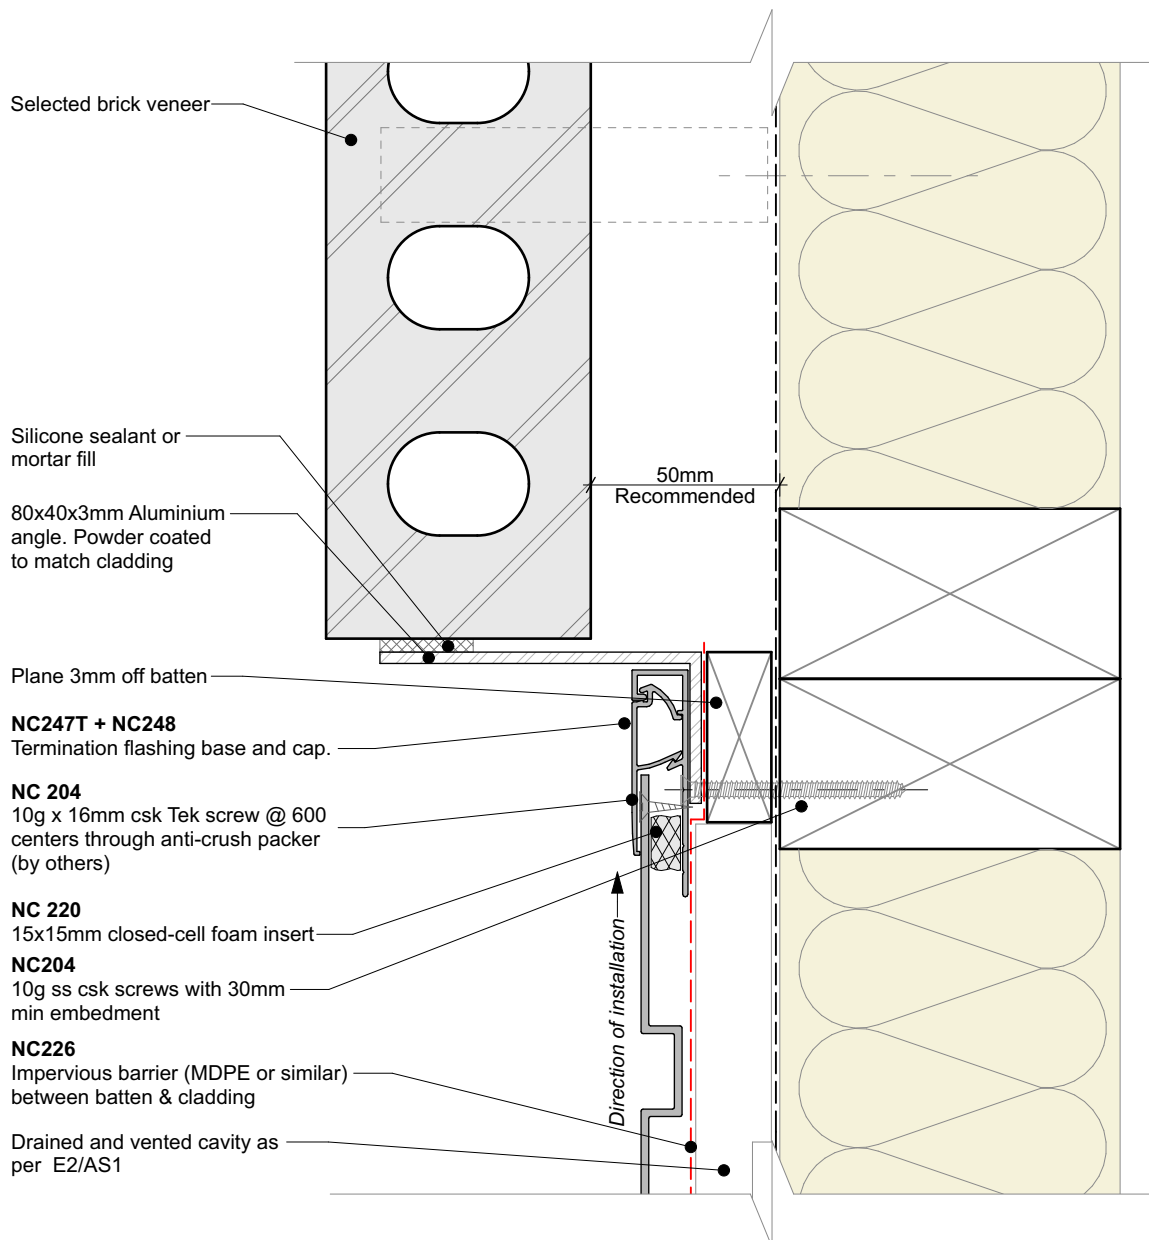 Selected brick veneer
Silicone sealant or
mortar fill
50mm
Recommended
80x40x3mm Aluminium
angle. Powder coated
to match cladding
Plane 3mm off batten
NC247T + NC248
Termination flashing base and cap.
NC 204
10g x 16mm csk Tek screw @ 600
centers through anti-crush packer
(by others)
NC 220
15x15mm closed-cell foam insert
NC204
10g ss csk screws with 30mm
min embedment
NC226
Impervious barrier (MDPE or similar)
between batten & cladding
Drained and vented cavity as
per E2/AS1
Direction of installation